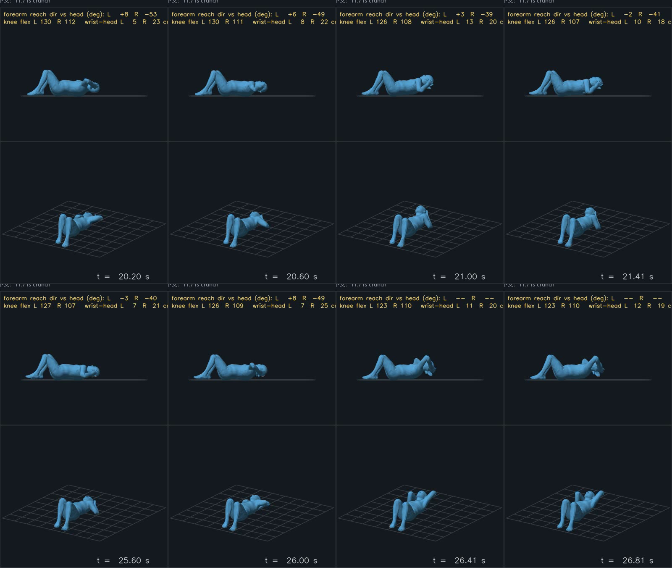 forearm reach dir vs head (deg): L +8 R -53
knee flex L 130 R 112 wrist-head L 5 R 23 c
forearm reach dir vs head (deg): L +6 R -49
knee flex L 130 R 111 wrist-head L 8 R 22 c
forearm reach dir vs head (deg): L +3 R -39
knee flex L 126 R 108 wrist-head L 13 R 20 c
forearm reach dir vs head (deg): L -2 R -41
knee flex L 126 R 107 wrist-head L 10 R 18 c
t = 20.20 s
t = 20.60 s
t = 21.00 s
t = 21.41 s
forearm reach dir vs head (deg): L -3 R -40
knee flex L 127 R 107 wrist-head L 7 R 21 c
forearm reach dir vs head (deg): L +8 R -49
knee flex L 126 R 109 wrist-head L 7 R 25 c
forearm reach dir vs head (deg): L -- R --
knee flex L 123 R 110 wrist-head L 11 R 20 c
forearm reach dir vs head (deg): L -- R --
knee flex L 123 R 110 wrist-head L 12 R 19 c
t = 25.60 s
t = 26.00 s
t = 26.41 s
t = 26.81 s